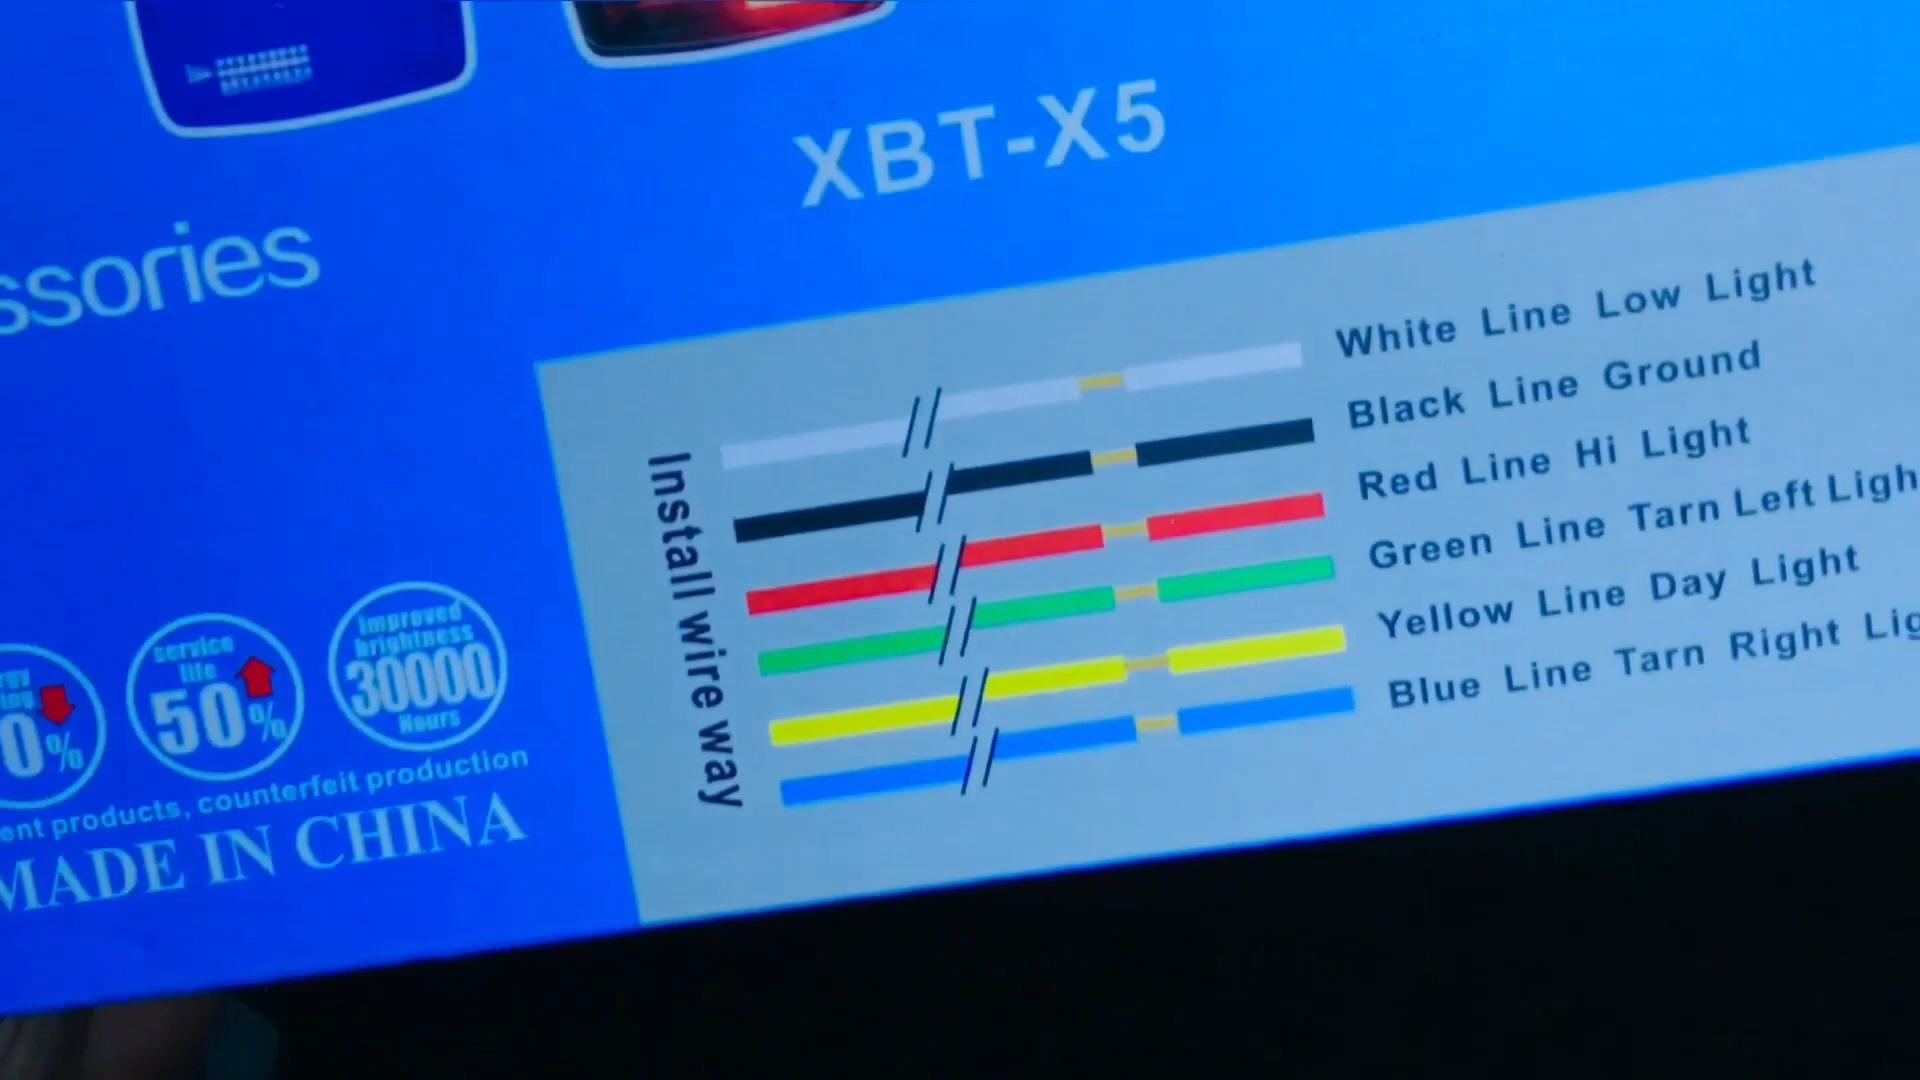 XBT-X5
ssories
White Line Low Light
Black Line Ground
Red Line Hi Light
Green Line Tarn Left Ligh
Yellow Line Day Light
Blue Line Tarn Right Lig
Install wire way
0%
service
life
50%
improved
brightness
30000
Hours
ent products, counterfeit production
MADE IN CHINA